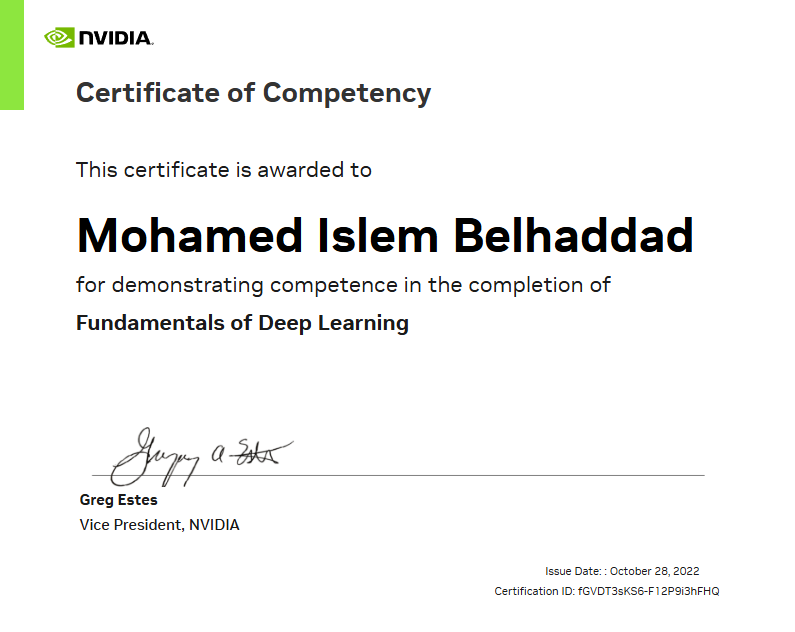 NVIDIA.
Certificate of Competency
This certificate is awarded to
Mohamed Islem Belhaddad
for demonstrating competence in the completion of
Fundamentals of Deep Learning
Gregory A Estes
Greg Estes
Vice President, NVIDIA
Issue Date: : October 28, 2022
Certification ID: fGVDT3sKS6-F12P9i3hFHQ